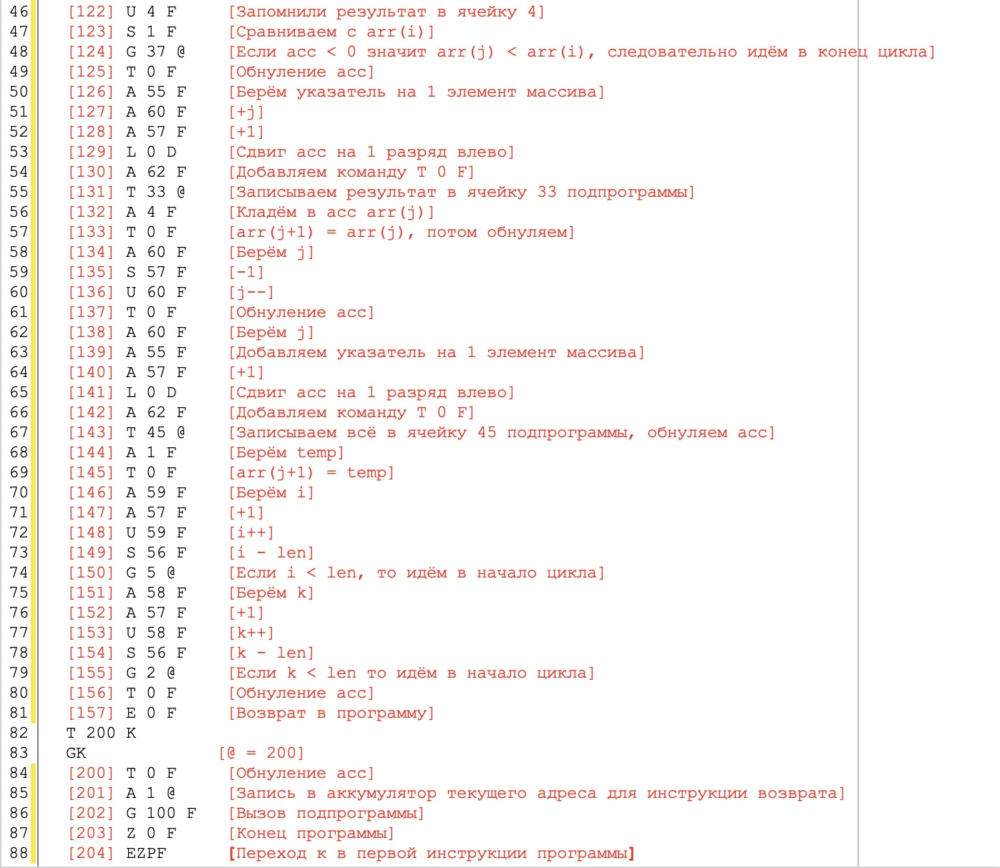 46 [122] U 4 F [Запомнили результат в ячейку 4]
47 [123] S 1 F [Сравниваем с arr(i)]
48 [124] G 37 @ [Если acc < 0 значит arr(j) < arr(i), следовательно идём в конец цикла]
49 [125] T 0 F [Обнуление acc]
50 [126] A 55 F [Берём указатель на 1 элемент массива]
51 [127] A 60 F [+j]
52 [128] A 57 F [+1]
53 [129] L 0 D [Сдвиг acc на 1 разряд влево]
54 [130] A 62 F [Добавляем команду T 0 F]
55 [131] T 33 @ [Записываем результат в ячейку 33 подпрограммы]
56 [132] A 4 F [Кладём в acc arr(j)]
57 [133] T 0 F [arr(j+1) = arr(j), потом обнуляем]
58 [134] A 60 F [Берём j]
59 [135] S 57 F [-1]
60 [136] U 60 F [j--]
61 [137] T 0 F [Обнуление acc]
62 [138] A 60 F [Берём j]
63 [139] A 55 F [Добавляем указатель на 1 элемент массива]
64 [140] A 57 F [+1]
65 [141] L 0 D [Сдвиг acc на 1 разряд влево]
66 [142] A 62 F [Добавляем команду T 0 F]
67 [143] T 45 @ [Записываем всё в ячейку 45 подпрограммы, обнуляем acc]
68 [144] A 1 F [Берём temp]
69 [145] T 0 F [arr(j+1) = temp]
70 [146] A 59 F [Берём i]
71 [147] A 57 F [+1]
72 [148] U 59 F [i++]
73 [149] S 56 F [i - len]
74 [150] G 5 @ [Если i < len, то идём в начало цикла]
75 [151] A 58 F [Берём k]
76 [152] A 57 F [+1]
77 [153] U 58 F [k++]
78 [154] S 56 F [k - len]
79 [155] G 2 @ [Если k < len то идём в начало цикла]
80 [156] T 0 F [Обнуление acc]
81 [157] E 0 F [Возврат в программу]
82 T 200 K
83 GK [@ = 200]
84 [200] T 0 F [Обнуление acc]
85 [201] A 1 @ [Запись в аккумулятор текущего адреса для инструкции возврата]
86 [202] G 100 F [Вызов подпрограммы]
87 [203] Z 0 F [Конец программы]
88 [204] EZPF [Переход к в первой инструкции программы]